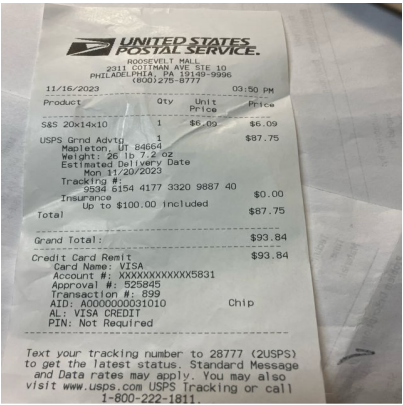 UNITED STATES
POSTAL SERVICE.
ROOSEVELT MALL
2311 COTTMAN AVE STE 10
PHILADELPHIA, PA 19149-9996
(800)275-8777
11/16/2023 03:50 PM
Product Qty Unit Price
Price
S&S 20x14x10 1 $6.09 $6.09
USPS Grnd Advtg 1 $87.75
Mapleton, UT 84664
Weight: 26 lb 7.2 oz
Estimated Delivery Date
Mon 11/20/2023
Tracking #:
9534 6154 4177 3320 9887 40
Insurance $0.00
Up to $100.00 included
Total $87.75
Grand Total: $93.84
Credit Card Remit $93.84
Card Name: VISA
Account #: XXXXXXXXXXXX5831
Approval #: 525845
Transaction #: 899
AID: A0000000031010 Chip
AL: VISA CREDIT
PIN: Not Required
Text your tracking number to 28777 (2USPS)
to get the latest status. Standard Message
and Data rates may apply. You may also
visit www.usps.com USPS Tracking or call
1-800-222-1811.